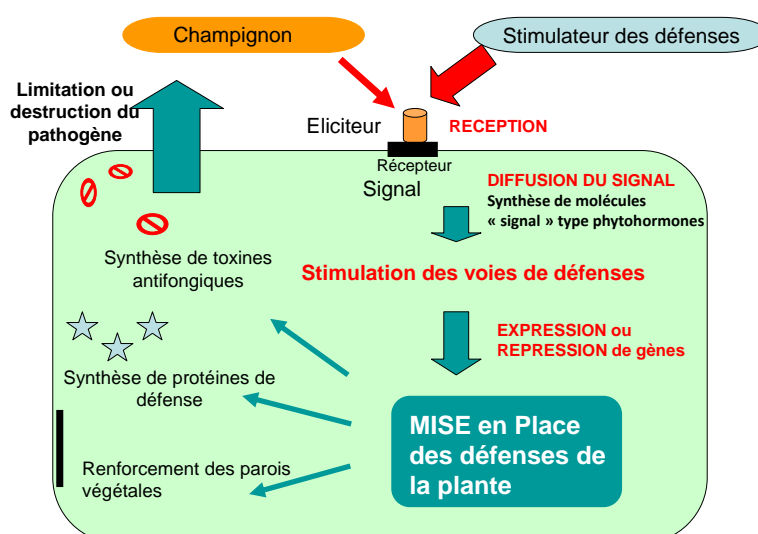 Champignon
Stimulateur des défenses
Limitation ou
destruction du
pathogène
Eliciteur
RECEPTION
Récepteur
Signal
DIFFUSION DU SIGNAL
Synthèse de molécules
« signal » type phytohormones
Synthèse de toxines
antifongiques
Stimulation des voies de défenses
EXPRESSION ou
REPRESSION de gènes
Synthèse de protéines de
défense
MISE en Place
des défenses de
la plante
Renforcement des parois
végétales